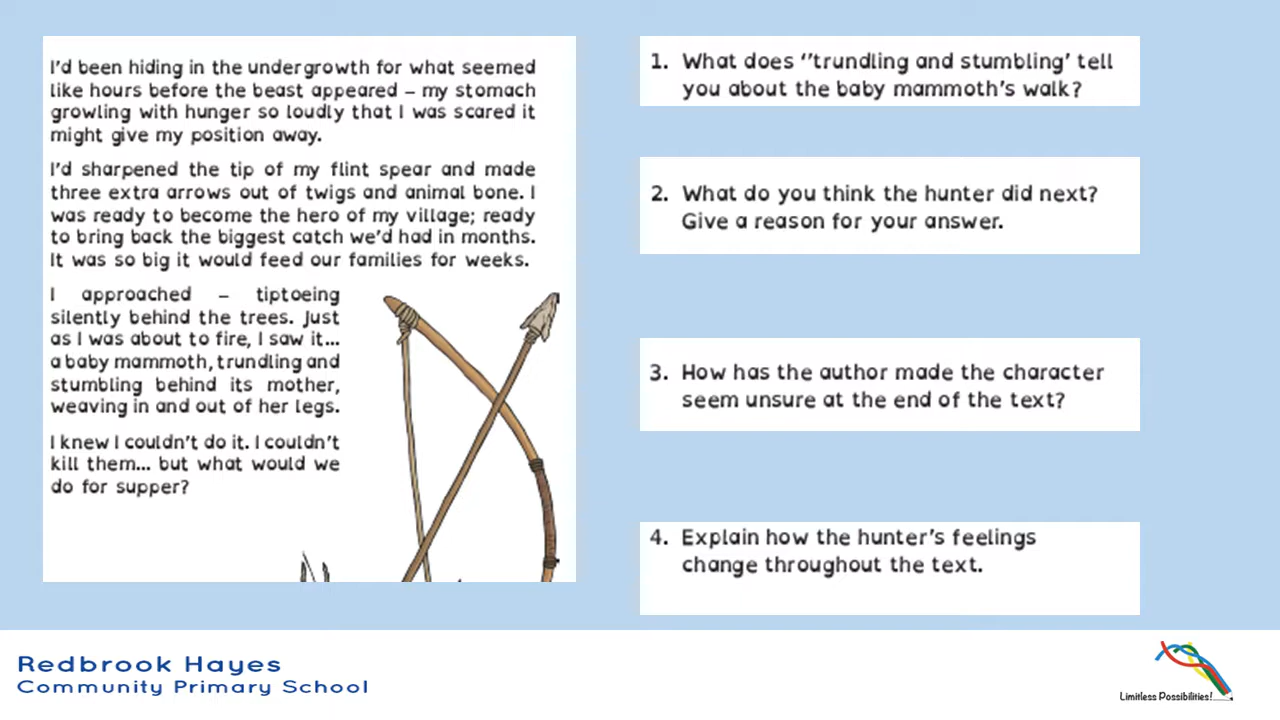 I'd been hiding in the undergrowth for what seemed
like hours before the beast appeared – my stomach
growling with hunger so loudly that I was scared it
might give my position away.
I'd sharpened the tip of my flint spear and made
three extra arrows out of twigs and animal bone. I
was ready to become the hero of my village; ready
to bring back the biggest catch we'd had in months.
It was so big it would feed our families for weeks.
I approached – tiptoeing
silently behind the trees. Just
as I was about to fire, I saw it...
a baby mammoth, trundling and
stumbling behind its mother,
weaving in and out of her legs.
I knew I couldn't do it. I couldn't
kill them... but what would we
do for supper?
1. What does ''trundling and stumbling' tell
you about the baby mammoth's walk?
2. What do you think the hunter did next?
Give a reason for your answer.
3. How has the author made the character
seem unsure at the end of the text?
4. Explain how the hunter's feelings
change throughout the text.
Redbrook Hayes
Community Primary School
Limitless Possibilities!